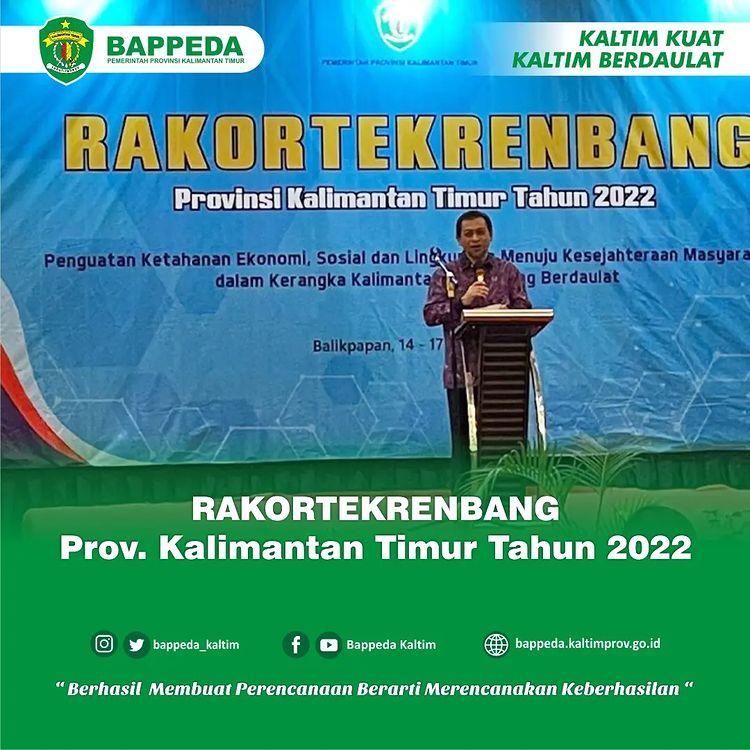 BAPPEDA
PEMERINTAH PROVINSI KALIMANTAN TIMUR
KALTIM KUAT
KALTIM BERDAULAT
PEMERINTAH PROVINSI KALIMANTAN TIMUR
RAKORTEKRENBANG
Provinsi Kalimantan Timur Tahun 2022
Penguatan Ketahanan Ekonomi, Sosial dan Menuju Kesejahteraan
dalam Kerangka Berdaulat
Balikpapan, 14 - 17
RAKORTEKRENBANG
Prov. Kalimantan Timur Tahun 2022
bappeda_kaltim
Bappeda Kaltim
bappeda.kaltimprov.go.id
“ Berhasil Membuat Perencanaan Berarti Merencanakan Keberhasilan “